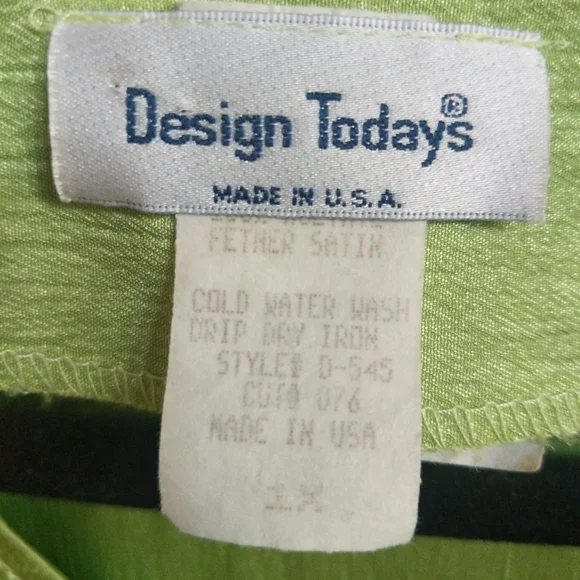 Design Today's®
MADE IN U.S.A.
FETHER SATIN
COLD WATER WASH
DRIP DRY IRON
STYLE# D-545
CUT# 076
MADE IN USA
1X